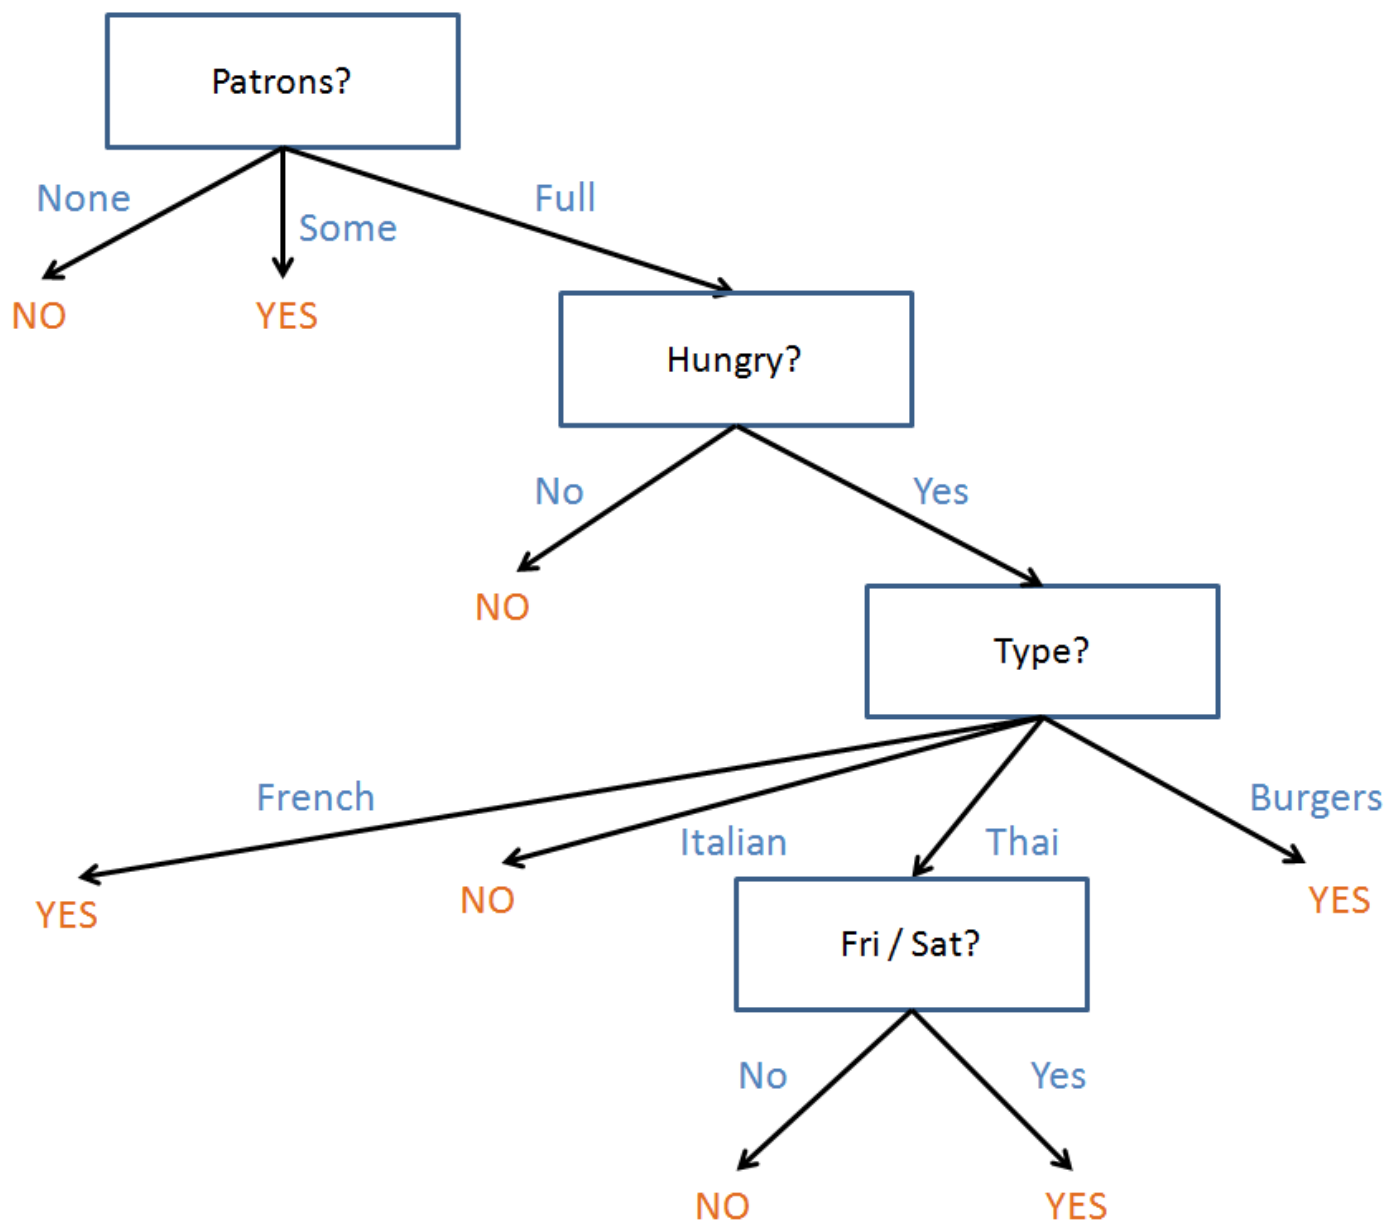 Patrons?
None
Some
Full
NO
YES
Hungry?
No
Yes
NO
Type?
French
Italian
Thai
Burgers
YES
NO
YES
Fri / Sat?
No
Yes
NO
YES